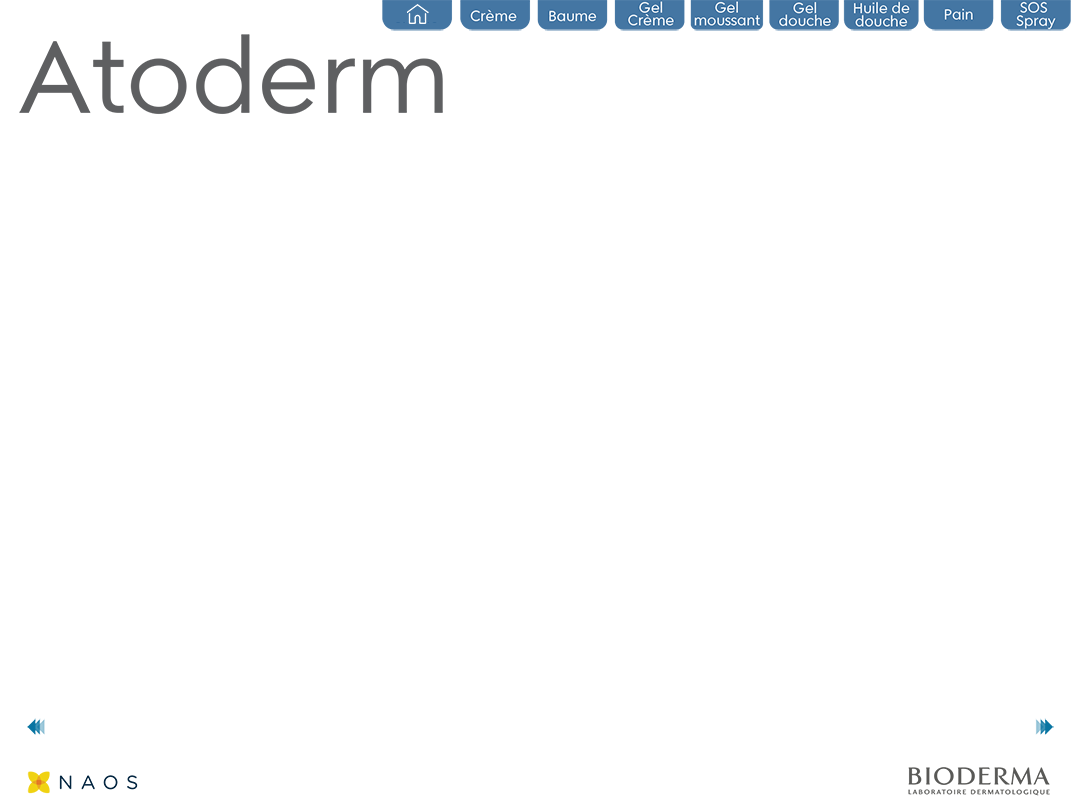 Crème
Baume
Gel
Crème
Gel
moussant
Gel
douche
Huile de
douche
Pain
SOS
Spray
Atoderm
NAOS
BIODERMA
LABORATOIRE DERMATOLOGIQUE